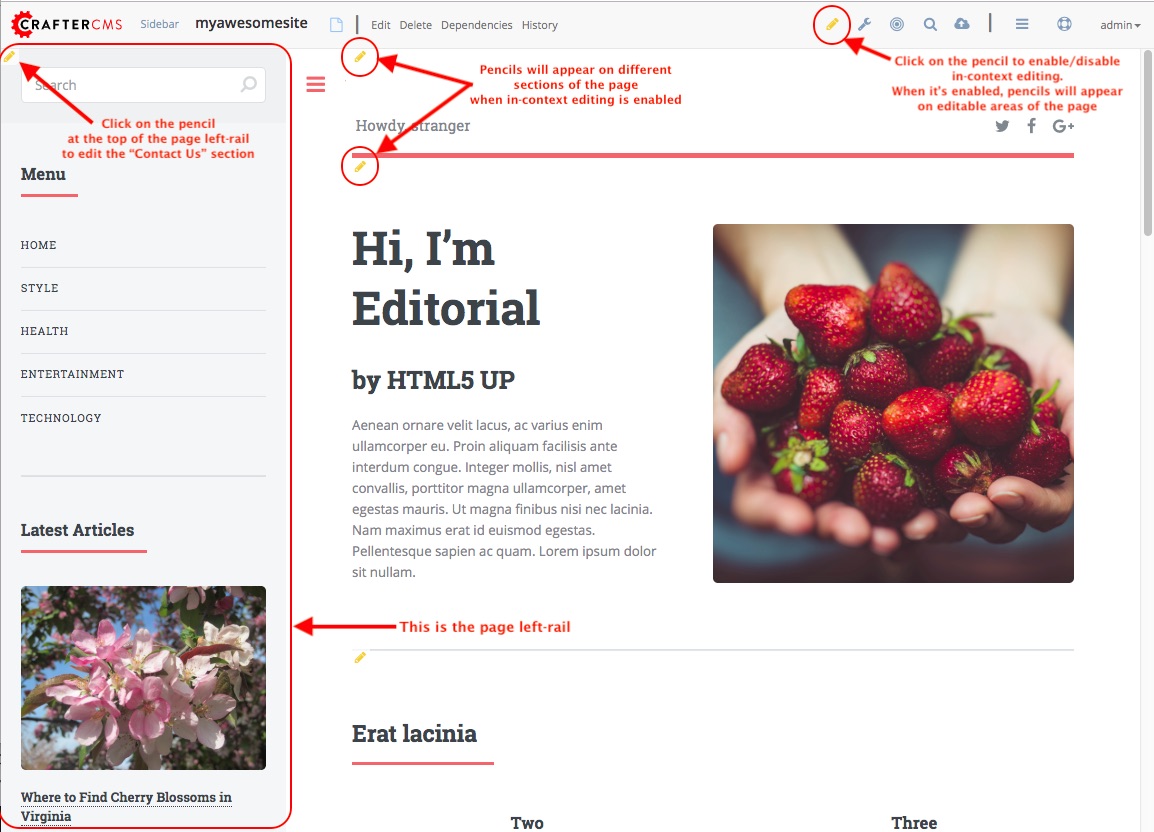 CRAFTERCMS Sidebar myawesomesite Edit Delete Dependencies History admin
Click on the pencil to enable/disable
in-context editing.
When it's enabled, pencils will appear
on editable areas of the page
Pencils will appear on different
sections of the page
when in-context editing is enabled
Search
Click on the pencil
at the top of the page left-rail
to edit the “Contact Us” section
Howdy, stranger
G+
Menu
HOME
STYLE
HEALTH
ENTERTAINMENT
TECHNOLOGY
Latest Articles
Where to Find Cherry Blossoms in
Virginia
This is the page left-rail
Hi, I’m
Editorial
by HTML5 UP
Aenean ornare velit lacus, ac varius enim
ullamcorper eu. Proin aliquam facilisis ante
interdum congue. Integer mollis, nisl amet
convallis, porttitor magna ullamcorper, amet
egestas mauris. Ut magna finibus nisi nec lacinia.
Nam maximus erat id euismod egestas.
Pellentesque sapien ac quam. Lorem ipsum dolor
sit nullam.
Erat lacinia
Two
Three